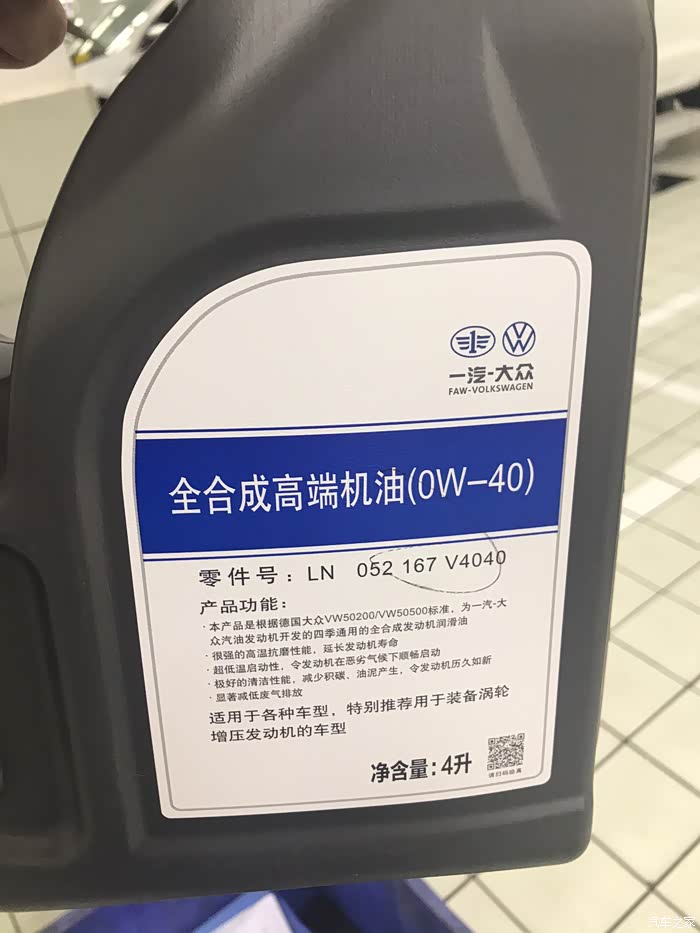 一汽-大众
FAW-VOLKSWAGEN
全合成高端机油(0W-40)
零件号：LN 052 167 V4040
产品功能：
·本产品是根据德国大众VW50200/VW50500标准，为一汽-大
众汽油发动机开发的四季通用的全合成发动机润滑油
·很强的高温抗磨性能，延长发动机寿命
·超低温启动性，令发动机在恶劣气候下顺畅启动
·极好的清洁性能，减少积碳、油泥产生，令发动机历久如新
·显著减低废气排放
适用于各种车型，特别推荐用于装备涡轮
增压发动机的车型
净含量：4升
请扫码验真
汽车之家